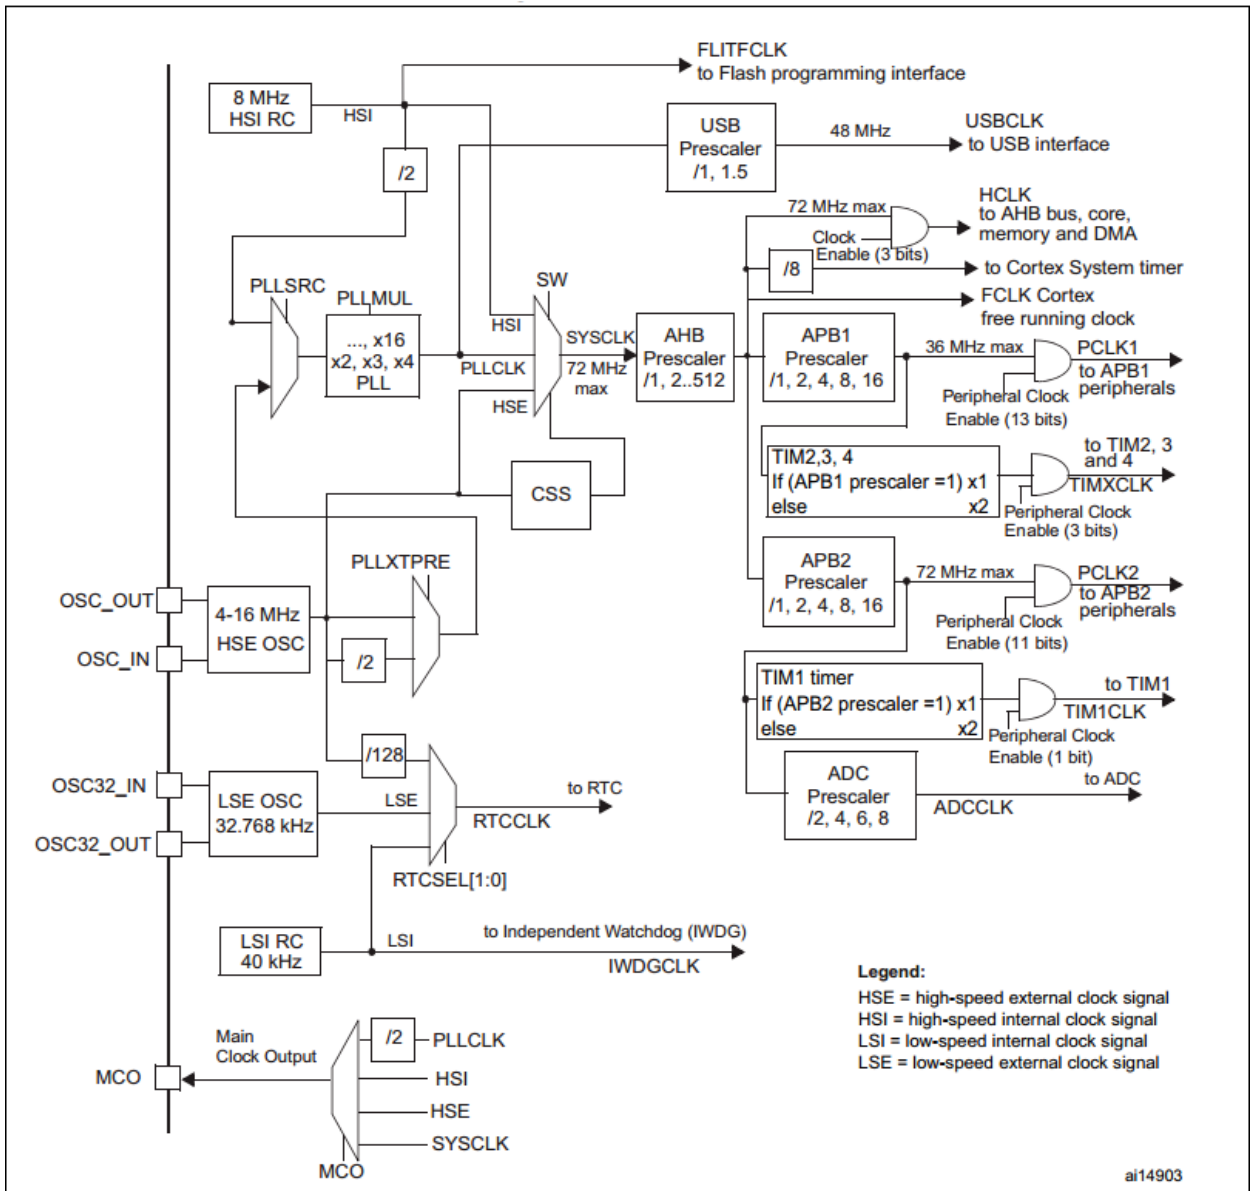 FLITFCLK
to Flash programming interface
8 MHz
HSI RC
HSI
/2
USB
Prescaler
/1, 1.5
48 MHz
USBCLK
to USB interface
72 MHz max
Clock
Enable (3 bits)
HCLK
to AHB bus, core,
memory and DMA
/8
to Cortex System timer
FCLK Cortex
free running clock
PLLSRC
PLLMUL
..., x16
x2, x3, x4
PLL
SW
HSI
PLLCLK
HSE
SYSCLK
72 MHz
max
AHB
Prescaler
/1, 2..512
APB1
Prescaler
/1, 2, 4, 8, 16
36 MHz max
PCLK1
to APB1
peripherals
Peripheral Clock
Enable (13 bits)
TIM2,3, 4
If (APB1 prescaler =1) x1
else x2
to TIM2, 3
and 4
TIMXCLK
Peripheral Clock
Enable (3 bits)
CSS
PLLXTPRE
OSC_OUT
OSC_IN
4-16 MHz
HSE OSC
/2
APB2
Prescaler
/1, 2, 4, 8, 16
72 MHz max
PCLK2
to APB2
peripherals
Peripheral Clock
Enable (11 bits)
TIM1 timer
If (APB2 prescaler =1) x1
else x2
to TIM1
TIM1CLK
Peripheral Clock
Enable (1 bit)
/128
OSC32_IN
OSC32_OUT
LSE OSC
32.768 kHz
LSE
to RTC
RTCCLK
RTCSEL[1:0]
ADC
Prescaler
/2, 4, 6, 8
to ADC
ADCCLK
LSI RC
40 kHz
LSI
to Independent Watchdog (IWDG)
IWDGCLK
Legend:
HSE = high-speed external clock signal
HSI = high-speed internal clock signal
LSI = low-speed internal clock signal
LSE = low-speed external clock signal
Main
Clock Output
MCO
/2
PLLCLK
HSI
HSE
SYSCLK
MCO
ai14903